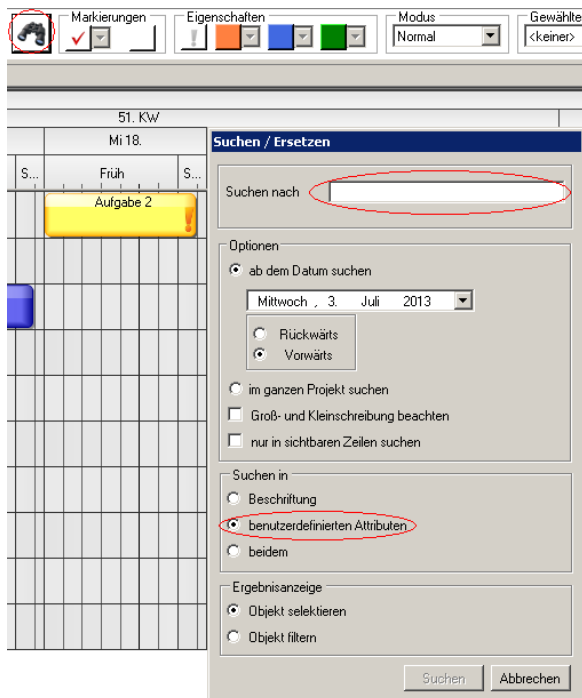 Markierungen Eigenschaften Modus Gewählte
Normal <keiner>
51. KW
Mi 18.
S... Früh S...
Aufgabe 2
Suchen / Ersetzen
Suchen nach
Optionen
ab dem Datum suchen
Mittwoch , 3. Juli 2013
Rückwärts
Vorwärts
im ganzen Projekt suchen
Groß- und Kleinschreibung beachten
nur in sichtbaren Zeilen suchen
Suchen in
Beschriftung
benutzerdefinierten Attributen
beidem
Ergebnisanzeige
Objekt selektieren
Objekt filtern
Suchen Abbrechen